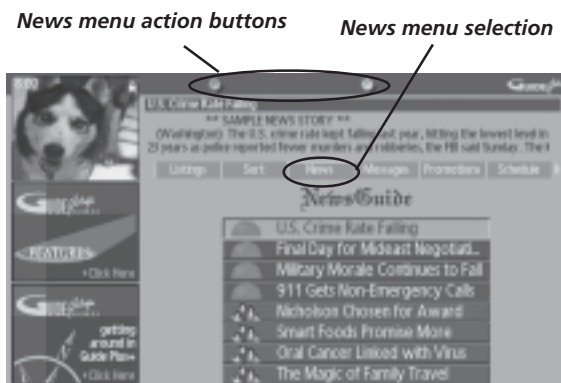 News menu action buttons
News menu selection
8:00
U.S. Crime Rate Falling
** SAMPLE NEWS STORY **
(Washington) The U.S. crime rate kept falling last year, hitting the lowest level in
23 years as police reported fewer murders and robberies, the FBI said Sunday. The
Listings Sort News Messages Promotions Schedule
NewsGuide
U.S. Crime Rate Falling
FEATURES
Final Day for Mideast Negotiati...
Click Here
Military Morale Continues to Fall
911 Gets Non-Emergency Calls
Nicholson Chosen for Award
getting
around in
Guide Plus+
Smart Foods Promise More
Oral Cancer Linked with Virus
Click Here
The Magic of Family Travel